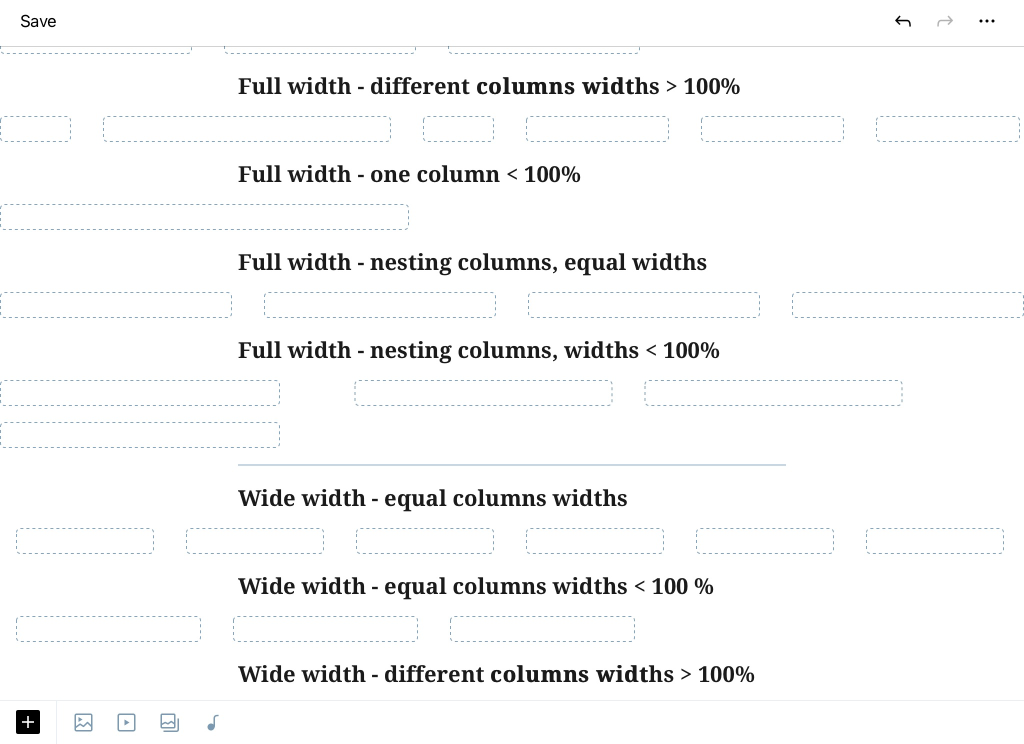 Save
Full width - different columns widths > 100%
Full width - one column < 100%
Full width - nesting columns, equal widths
Full width - nesting columns, widths < 100%
Wide width - equal columns widths
Wide width - equal columns widths < 100 %
Wide width - different columns widths > 100%